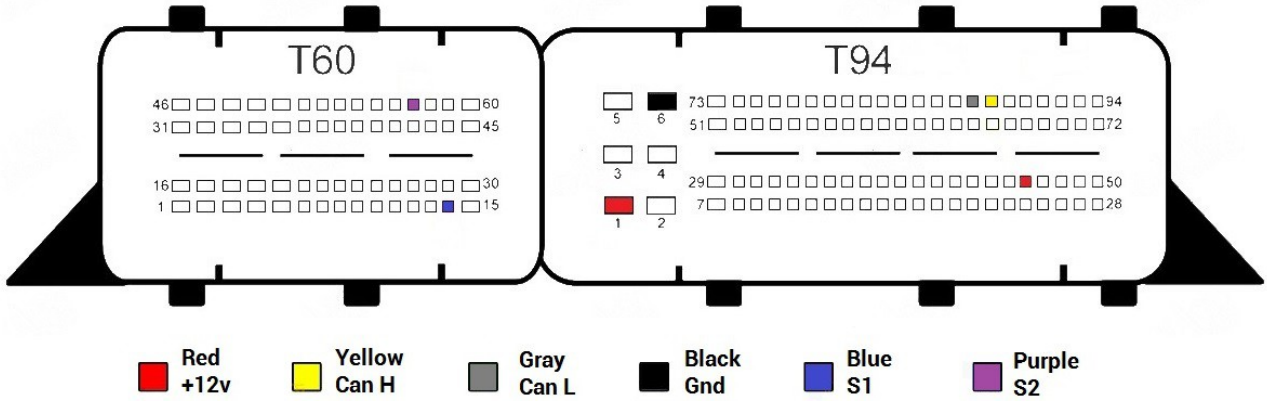 T60 T94
46 60 5 6 73 94
31 45 51 72
3 4
16 30 29 50
1 15 7 28
1 2
Red Yellow Gray Black Blue Purple
+12v Can H Can L Gnd S1 S2